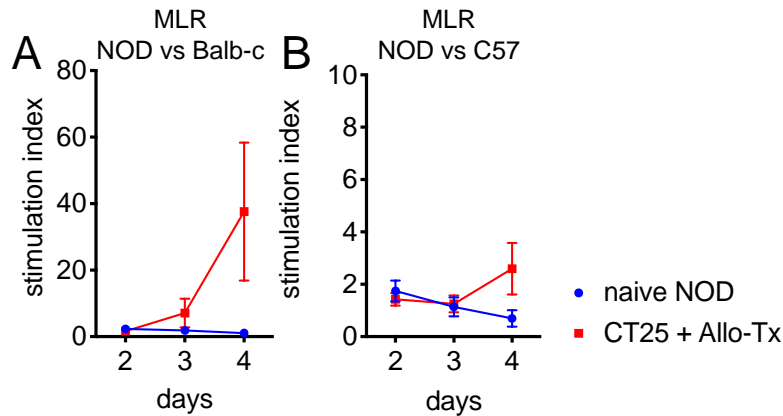 MLR
NOD vs Balb-c
A
80
60
40
20
0
stimulation index
2 3 4
days
MLR
NOD vs C57
B
10
8
6
4
2
0
stimulation index
2 3 4
days
naive NOD
CT25 + Allo-Tx